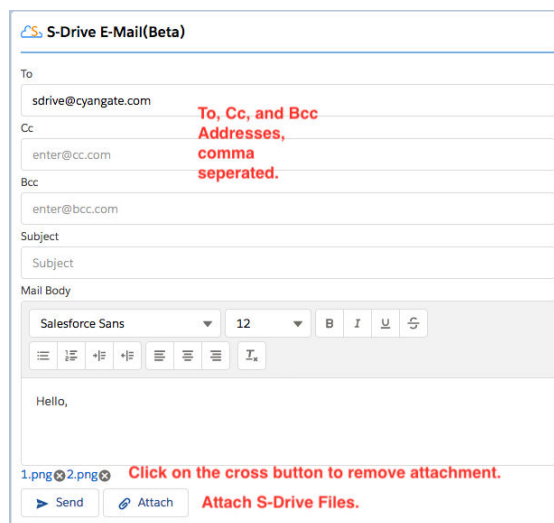 S-Drive E-Mail(Beta)
To
sdrive@cyangate.com
To, Cc, and Bcc
Addresses,
comma
seperated.
Cc
enter@cc.com
Bcc
enter@bcc.com
Subject
Subject
Mail Body
Salesforce Sans 12 B I U S
Hello,
1.png 2.png Click on the cross button to remove attachment.
Send Attach Attach S-Drive Files.